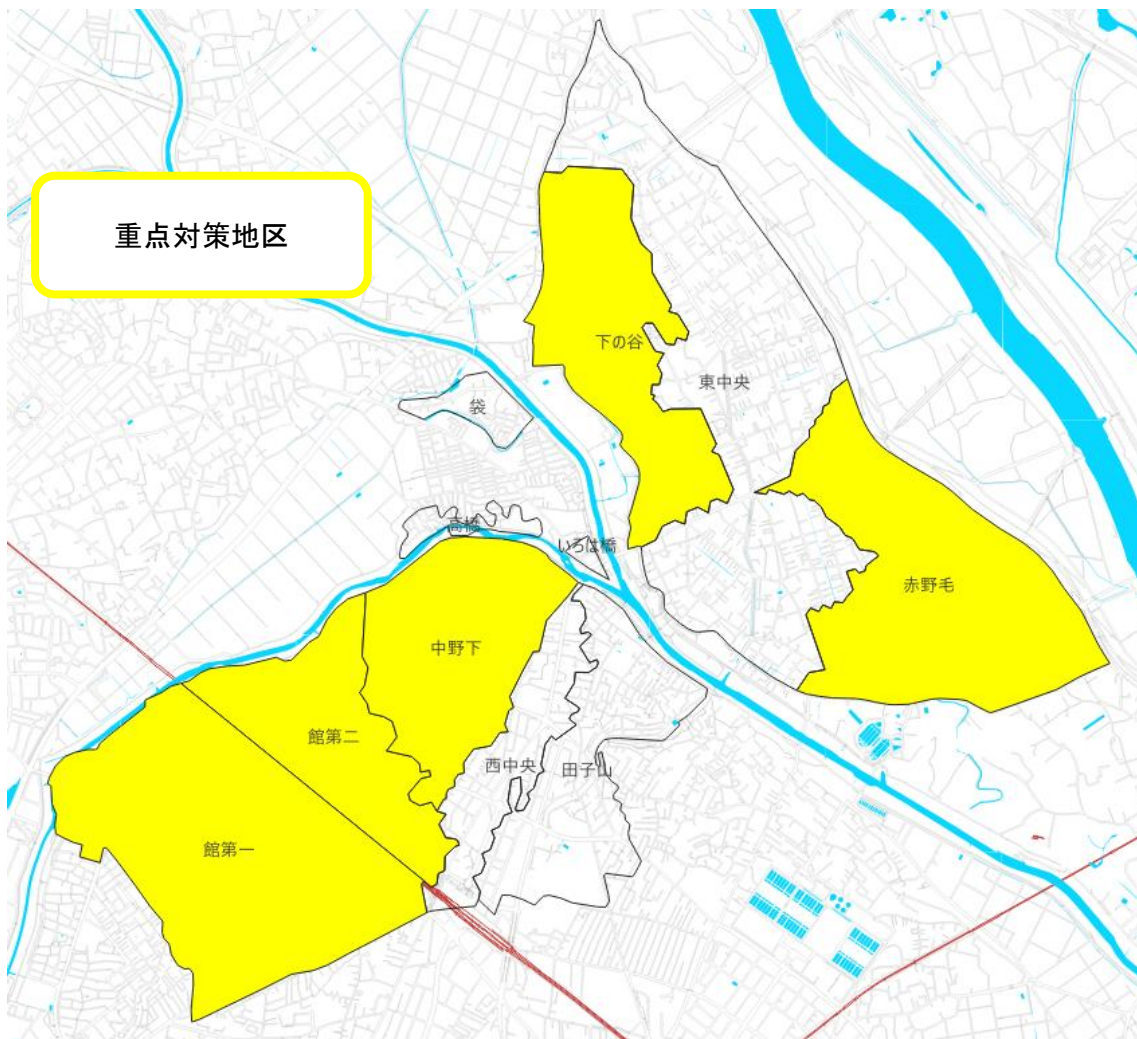 重点対策地区
下の谷
東中央
袋
高橋
いろは橋
赤野毛
中野下
館第二
西中央
田子山
館第一